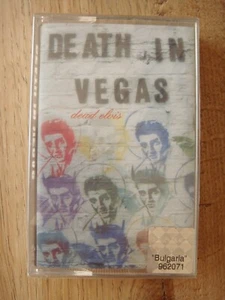 DEATH IN
VEGAS
dead elvis
"Bulgaria"
962071